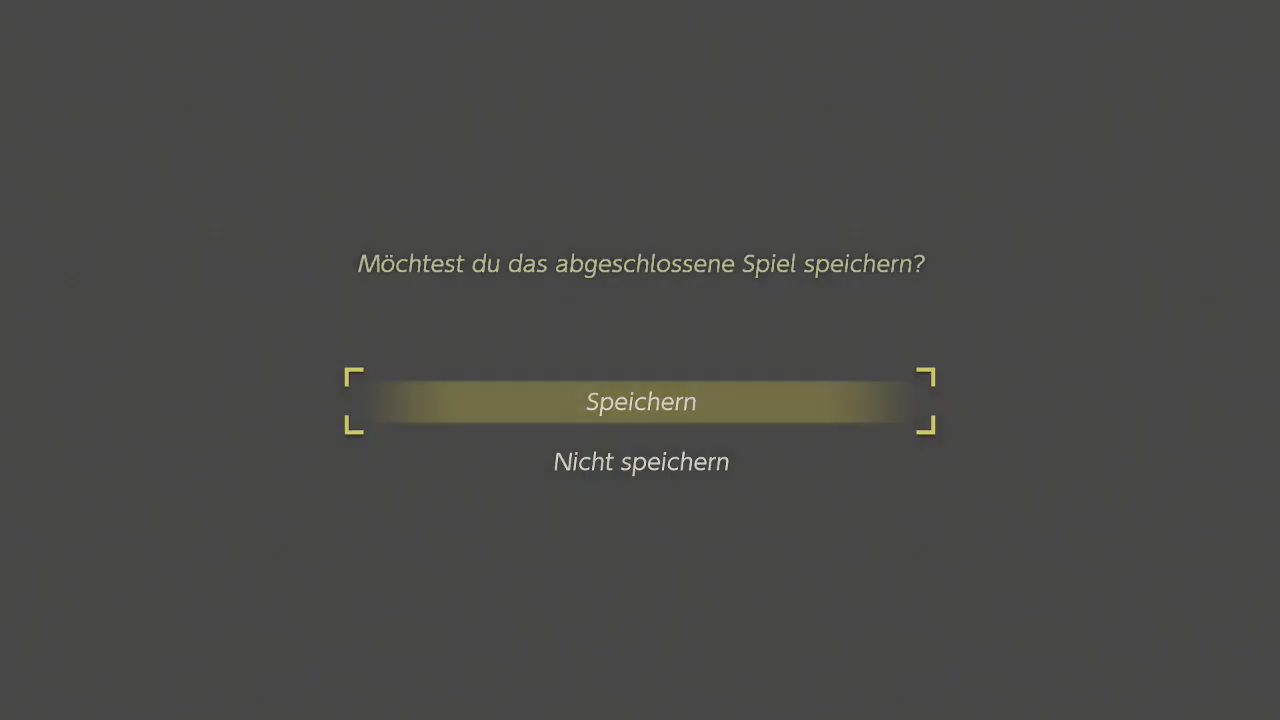 Möchtest du das abgeschlossene Spiel speichern?
Speichern
Nicht speichern